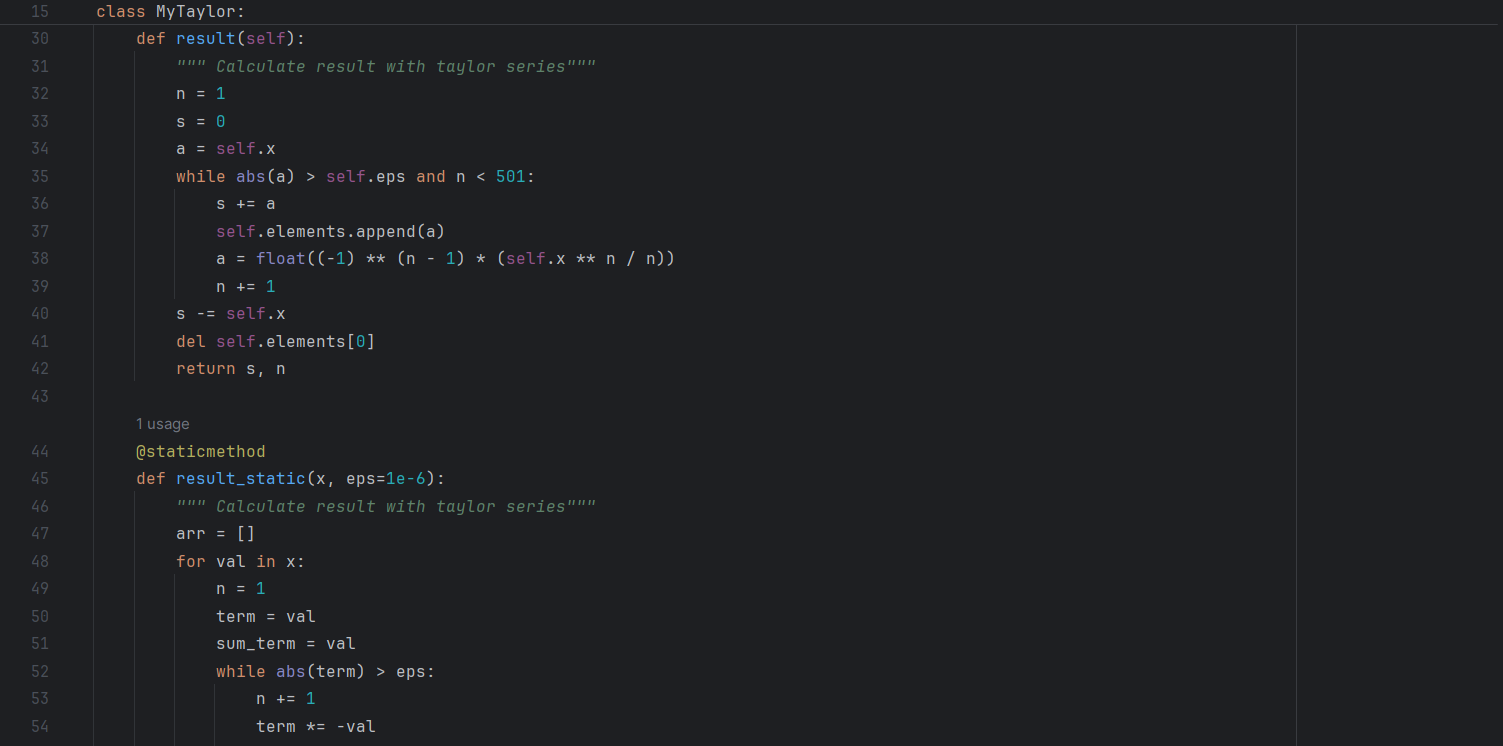 15 class MyTaylor:
30 def result(self):
31 """ Calculate result with taylor series"""
32 n = 1
33 s = 0
34 a = self.x
35 while abs(a) > self.eps and n < 501:
36 s += a
37 self.elements.append(a)
38 a = float((-1) ** (n - 1) * (self.x ** n / n))
39 n += 1
40 s -= self.x
41 del self.elements[0]
42 return s, n
43
1 usage
44 @staticmethod
45 def result_static(x, eps=1e-6):
46 """ Calculate result with taylor series"""
47 arr = []
48 for val in x:
49 n = 1
50 term = val
51 sum_term = val
52 while abs(term) > eps:
53 n += 1
54 term *= -val